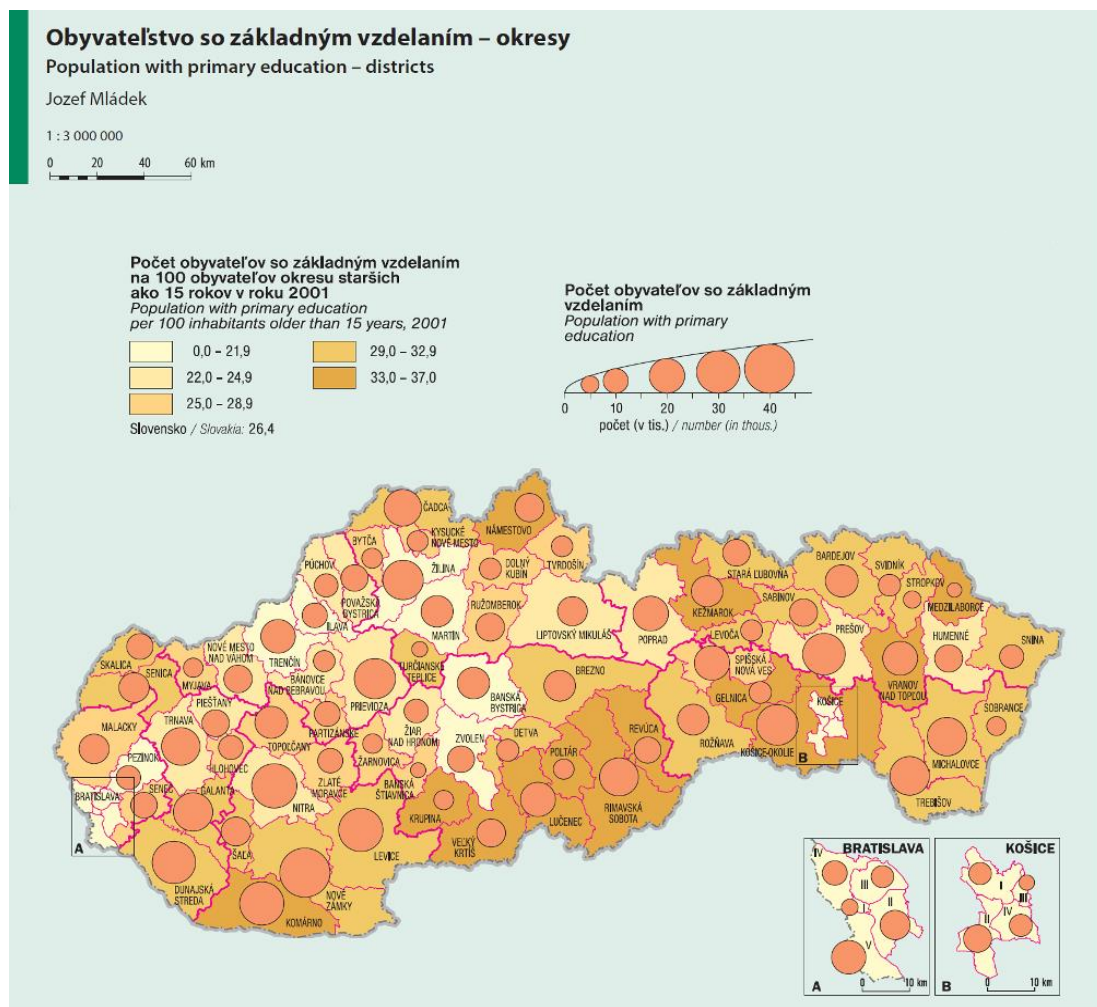 Obyvateľstvo so základným vzdelaním – okresy
Population with primary education – districts
Jozef Mládek
1 : 3 000 000
0 20 40 60 km
Počet obyvateľov so základným vzdelaním
na 100 obyvateľov okresu starších
ako 15 rokov v roku 2001
Population with primary education
per 100 inhabitants older than 15 years, 2001
0,0 – 21,9
22,0 – 24,9
25,0 – 28,9
29,0 – 32,9
33,0 – 37,0
Slovensko / Slovakia: 26,4
Počet obyvateľov so základným
vzdelaním
Population with primary
education
0 10 20 30 40
počet (v tis.) / number (in thous.)
ČADCA
NÁMESTOVO
KYSUCKÉ
NOVÉ MESTO
BYTČA
TVRDOŠÍN
DOLNÝ
KUBÍN
ŽILINA
PÚCHOV
POVAŽSKÁ
BYSTRICA
RUŽOMBEROK
MARTIN
LIPTOVSKÝ MIKULÁŠ
ILAVA
STARÁ ĽUBOVŇA
BARDEJOV
SVIDNÍK
STROPKOV
MEDZILABORCE
KEŽMAROK
SABINOV
POPRAD
LEVOČA
PREŠOV
HUMENNÉ
SNINA
NOVÉ MESTO
NAD VÁHOM
TRENČÍN
SKALICA
SENICA
MYJAVA
BÁNOVCE
NAD BEBRAVOU
TURČIANSKE
TEPLICE
BREZNO
SPIŠSKÁ
NOVÁ VES
GELNICA
VRANOV
NAD TOPĽOU
KOŠICE
PRIEVIDZA
BANSKÁ
BYSTRICA
PIEŠŤANY
PARTIZÁNSKE
ŽIAR
NAD HRONOM
SOBRANCE
MALACKY
TRNAVA
TOPOĽČANY
ZVOLEN
DETVA
REVÚCA
ROŽŇAVA
KOŠICE-OKOLIE
B
MICHALOVCE
PEZINOK
HLOHOVEC
ŽARNOVICA
POLTÁR
BRATISLAVA
SENEC
GALANTA
NITRA
ZLATÉ
MORAVCE
BANSKÁ
ŠTIAVNICA
KRUPINA
LUČENEC
RIMAVSKÁ
SOBOTA
TREBIŠOV
A
ŠAĽA
LEVICE
VEĽKÝ
KRTÍŠ
DUNAJSKÁ
STREDA
NOVÉ
ZÁMKY
KOMÁRNO
BRATISLAVA
IV
III
I
II
V
A
0 10 km
KOŠICE
I
III
II
IV
B
0 10 km